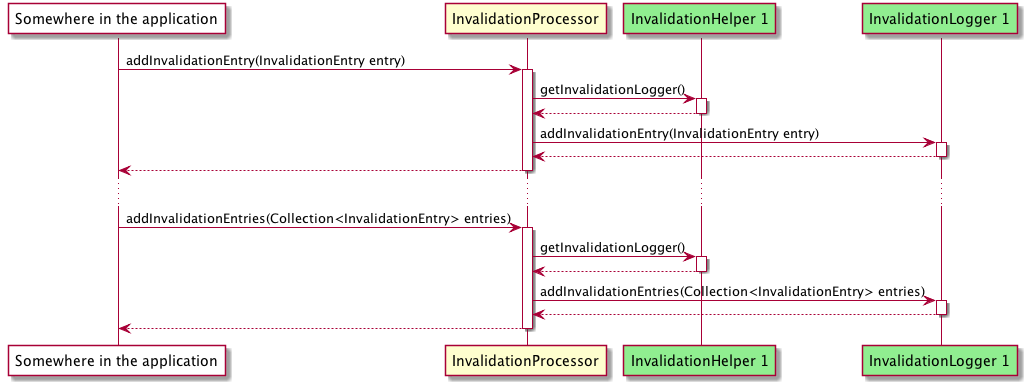 Somewhere in the application
InvalidationProcessor
InvalidationHelper 1
InvalidationLogger 1
addInvalidationEntry(InvalidationEntry entry)
getInvalidationLogger()
addInvalidationEntry(InvalidationEntry entry)
addInvalidationEntries(Collection<InvalidationEntry> entries)
getInvalidationLogger()
addInvalidationEntries(Collection<InvalidationEntry> entries)
Somewhere in the application
InvalidationProcessor
InvalidationHelper 1
InvalidationLogger 1